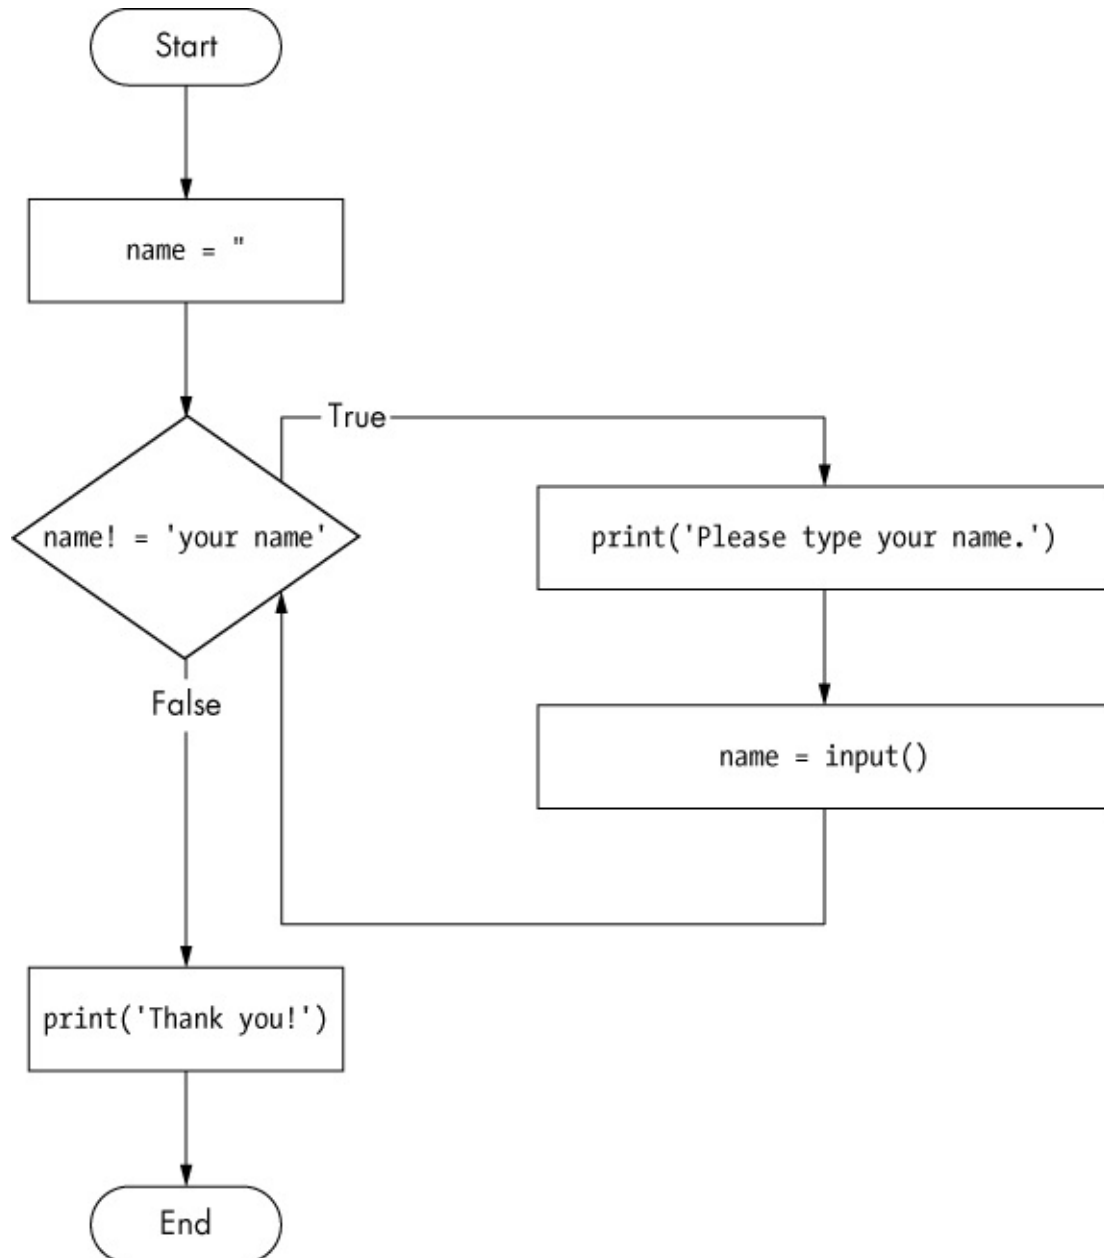 Start
name = "
True
name! = 'your name'
print('Please type your name.')
False
name = input()
print('Thank you!')
End